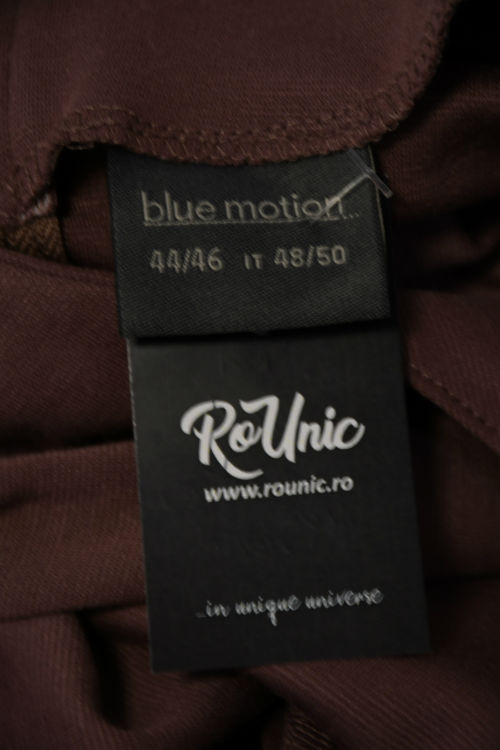 blue motion..
44/46 IT 48/50
RoUnic
www.rounic.ro
...in unique universe